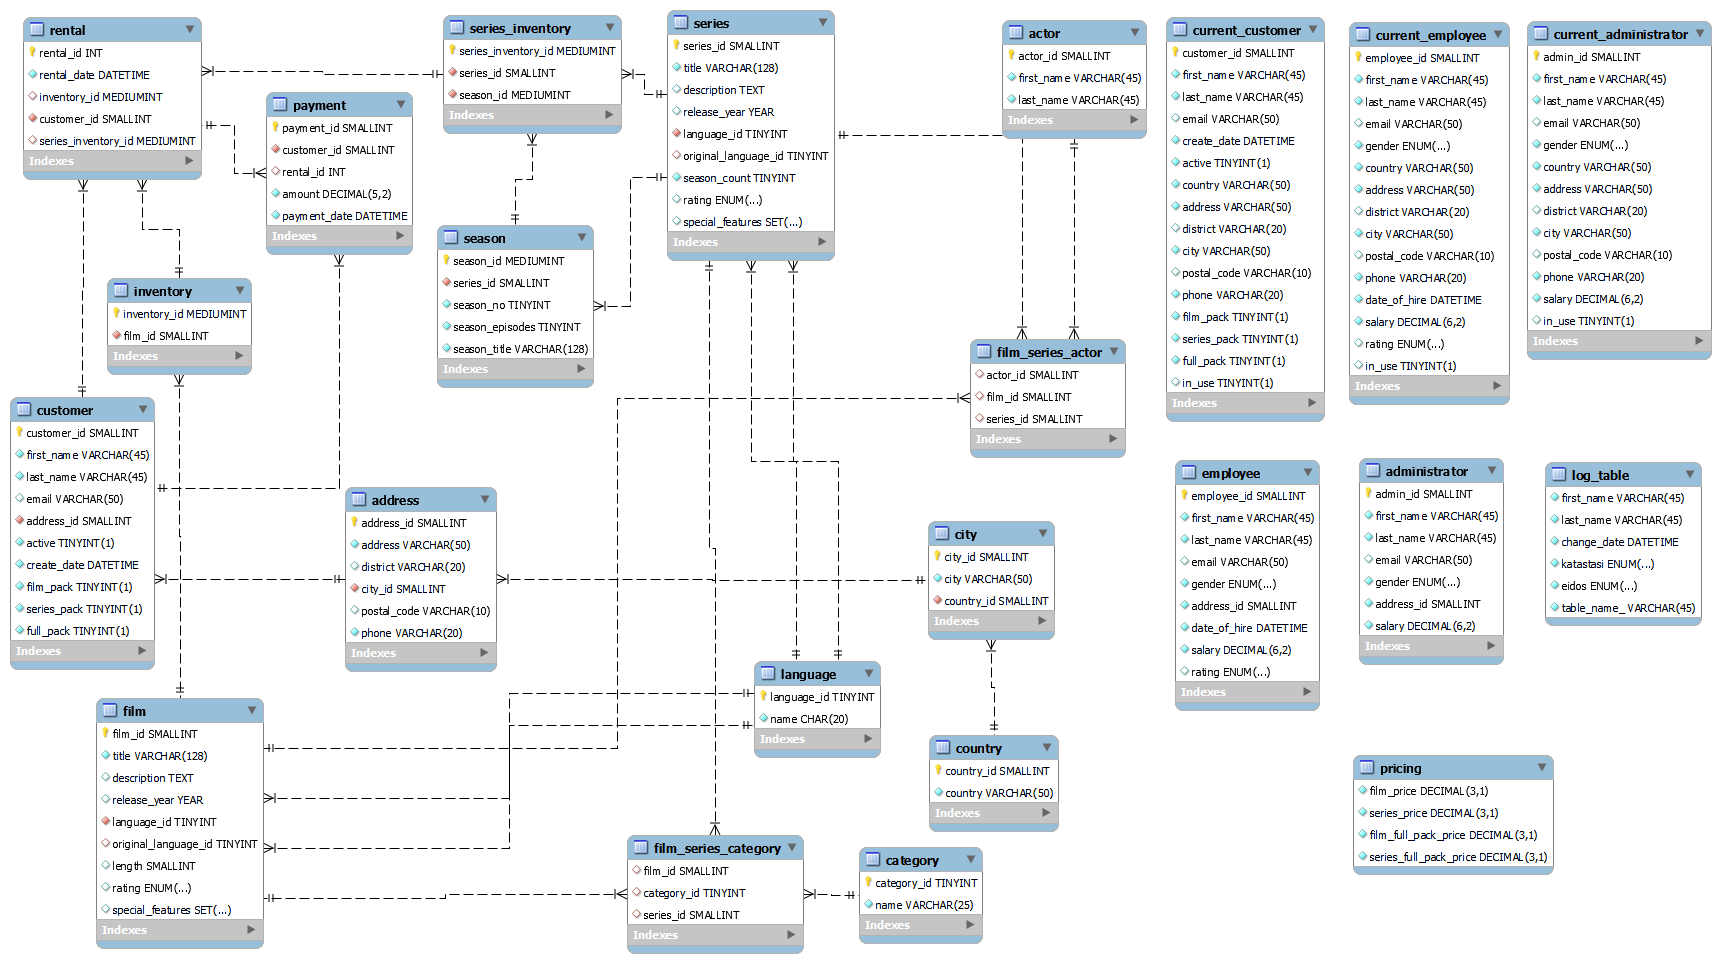 rental
rental_id INT
rental_date DATETIME
inventory_id MEDIUMINT
customer_id SMALLINT
series_inventory_id MEDIUMINT
Indexes
payment
payment_id SMALLINT
customer_id SMALLINT
rental_id INT
amount DECIMAL(5,2)
payment_date DATETIME
Indexes
series_inventory
series_inventory_id MEDIUMINT
series_id SMALLINT
season_id MEDIUMINT
Indexes
series
series_id SMALLINT
title VARCHAR(128)
description TEXT
release_year YEAR
language_id TINYINT
original_language_id TINYINT
season_count TINYINT
rating ENUM(...)
special_features SET(...)
Indexes
actor
actor_id SMALLINT
first_name VARCHAR(45)
last_name VARCHAR(45)
Indexes
current_customer
customer_id SMALLINT
first_name VARCHAR(45)
last_name VARCHAR(45)
email VARCHAR(50)
create_date DATETIME
active TINYINT(1)
country VARCHAR(50)
address VARCHAR(50)
district VARCHAR(20)
city VARCHAR(50)
postal_code VARCHAR(10)
phone VARCHAR(20)
film_pack TINYINT(1)
series_pack TINYINT(1)
full_pack TINYINT(1)
in_use TINYINT(1)
Indexes
current_employee
employee_id SMALLINT
first_name VARCHAR(45)
last_name VARCHAR(45)
email VARCHAR(50)
gender ENUM(...)
country VARCHAR(50)
address VARCHAR(50)
district VARCHAR(20)
city VARCHAR(50)
postal_code VARCHAR(10)
phone VARCHAR(20)
date_of_hire DATETIME
salary DECIMAL(6,2)
rating ENUM(...)
in_use TINYINT(1)
Indexes
current_administrator
admin_id SMALLINT
first_name VARCHAR(45)
last_name VARCHAR(45)
email VARCHAR(50)
gender ENUM(...)
country VARCHAR(50)
address VARCHAR(50)
district VARCHAR(20)
city VARCHAR(50)
postal_code VARCHAR(10)
phone VARCHAR(20)
salary DECIMAL(6,2)
in_use TINYINT(1)
Indexes
season
season_id MEDIUMINT
series_id SMALLINT
season_no TINYINT
season_episodes TINYINT
season_title VARCHAR(128)
Indexes
inventory
inventory_id MEDIUMINT
film_id SMALLINT
Indexes
film_series_actor
actor_id SMALLINT
film_id SMALLINT
series_id SMALLINT
Indexes
customer
customer_id SMALLINT
first_name VARCHAR(45)
last_name VARCHAR(45)
email VARCHAR(50)
address_id SMALLINT
active TINYINT(1)
create_date DATETIME
film_pack TINYINT(1)
series_pack TINYINT(1)
full_pack TINYINT(1)
Indexes
address
address_id SMALLINT
address VARCHAR(50)
district VARCHAR(20)
city_id SMALLINT
postal_code VARCHAR(10)
phone VARCHAR(20)
Indexes
city
city_id SMALLINT
city VARCHAR(50)
country_id SMALLINT
Indexes
employee
employee_id SMALLINT
first_name VARCHAR(45)
last_name VARCHAR(45)
email VARCHAR(50)
gender ENUM(...)
address_id SMALLINT
date_of_hire DATETIME
salary DECIMAL(6,2)
rating ENUM(...)
Indexes
administrator
admin_id SMALLINT
first_name VARCHAR(45)
last_name VARCHAR(45)
email VARCHAR(50)
gender ENUM(...)
address_id SMALLINT
salary DECIMAL(6,2)
Indexes
log_table
first_name VARCHAR(45)
last_name VARCHAR(45)
change_date DATETIME
katastasi ENUM(...)
eidos ENUM(...)
table_name_ VARCHAR(45)
language
language_id TINYINT
name CHAR(20)
Indexes
film
film_id SMALLINT
title VARCHAR(128)
description TEXT
release_year YEAR
language_id TINYINT
original_language_id TINYINT
length SMALLINT
rating ENUM(...)
special_features SET(...)
Indexes
country
country_id SMALLINT
country VARCHAR(50)
Indexes
pricing
film_price DECIMAL(3,1)
series_price DECIMAL(3,1)
film_full_pack_price DECIMAL(3,1)
series_full_pack_price DECIMAL(3,1)
film_series_category
film_id SMALLINT
category_id TINYINT
series_id SMALLINT
Indexes
category
category_id TINYINT
name VARCHAR(25)
Indexes